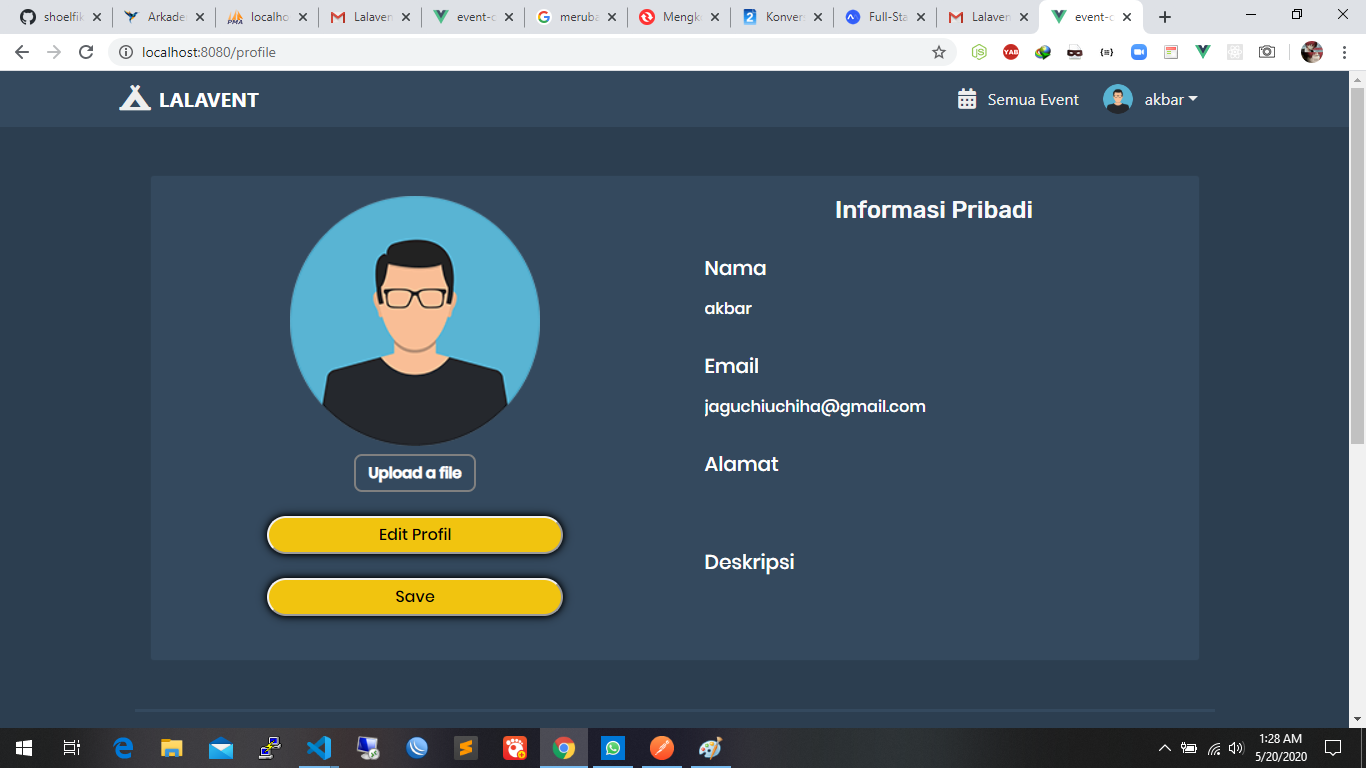 shoelfik
Arkade
localho
Lalaven
event-c
meruba
Mengk
Konven
Full-Sta
Lalaven
event-c
localhost:8080/profile
LALAVENT
Semua Event
akbar
Informasi Pribadi
Nama
akbar
Email
jaguchiuchiha@gmail.com
Alamat
Deskripsi
Upload a file
Edit Profil
Save
1:28 AM
5/20/2020